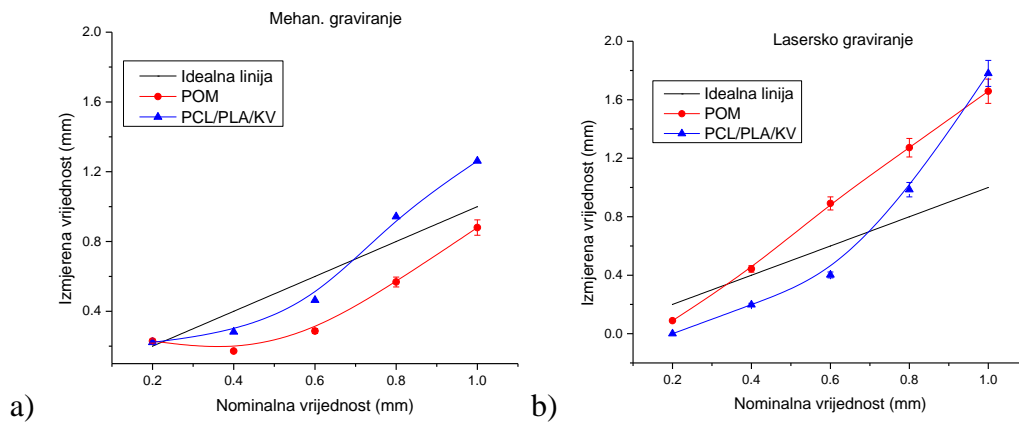 Mehan. graviranje
2.0
1.6
1.2
0.8
0.4
Idealna linija
POM
PCL/PLA/KV
Izmjerena vrijednost (mm)
0.2 0.4 0.6 0.8 1.0
Nominalna vrijednost (mm)
a)
Lasersko graviranje
2.0
1.6
1.2
0.8
0.4
0.0
Idealna linija
POM
PCL/PLA/KV
Izmjerena vrijednost (mm)
0.2 0.4 0.6 0.8 1.0
Nominalna vrijednost (mm)
b)